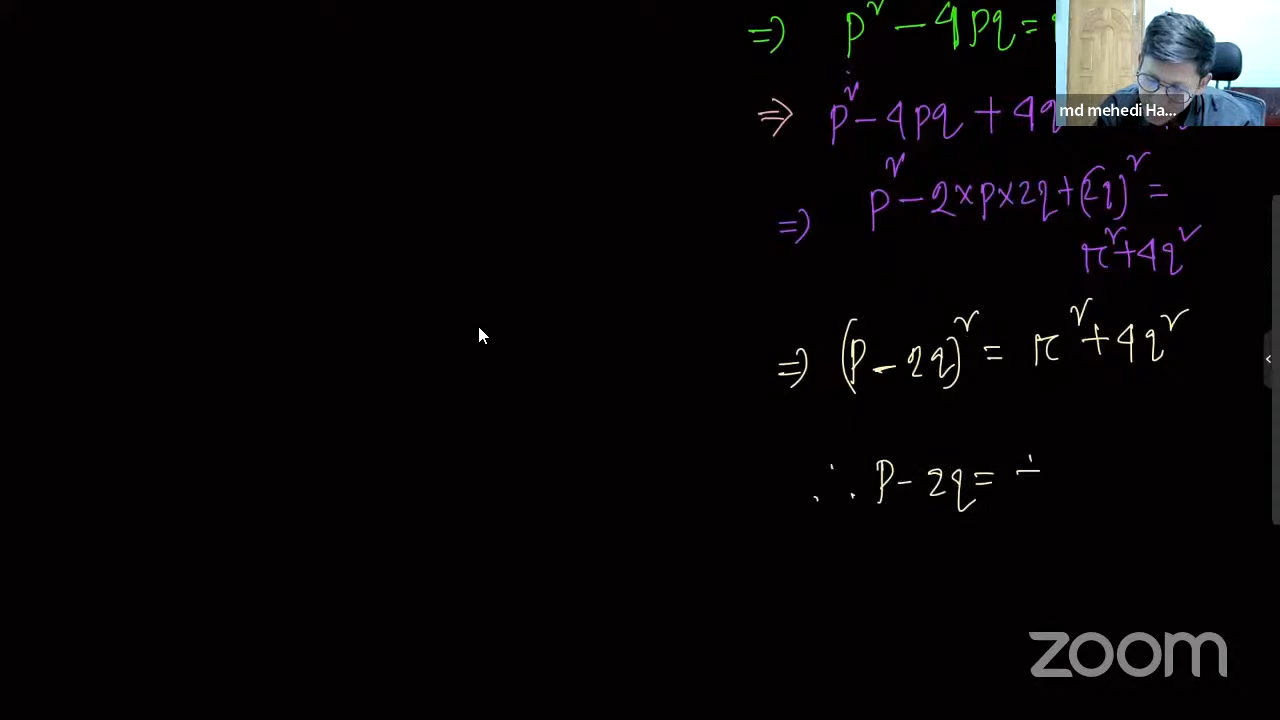 ⇒ p² - 4pq =
⇒ p² - 4pq + 4q
md mehedi Ha...
⇒ p² - 2×p×2q + (2q)² =
r² + 4q²
⇒ (p - 2q)² = r² + 4q²
∴ p - 2q = ±
zoom